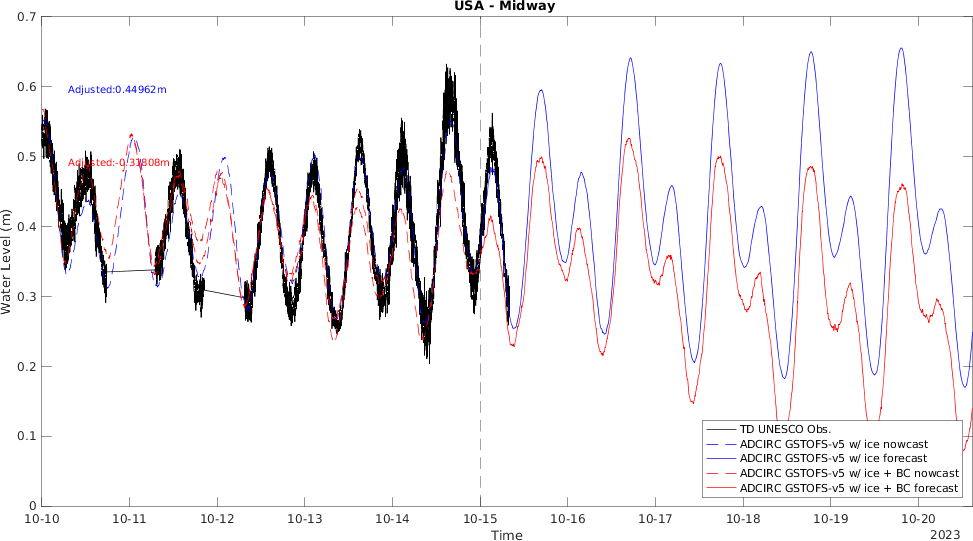 USA - Midway
0.7
0.6
0.5
0.4
0.3
0.2
0.1
0
Water Level (m)
Adjusted:0.44962m
Adjusted:-0.31808m
TD UNESCO Obs.
ADCIRC GSTOFS-v5 w/ ice nowcast
ADCIRC GSTOFS-v5 w/ ice forecast
ADCIRC GSTOFS-v5 w/ ice + BC nowcast
ADCIRC GSTOFS-v5 w/ ice + BC forecast
10-10 10-11 10-12 10-13 10-14 10-15 10-16 10-17 10-18 10-19 10-20
Time
2023